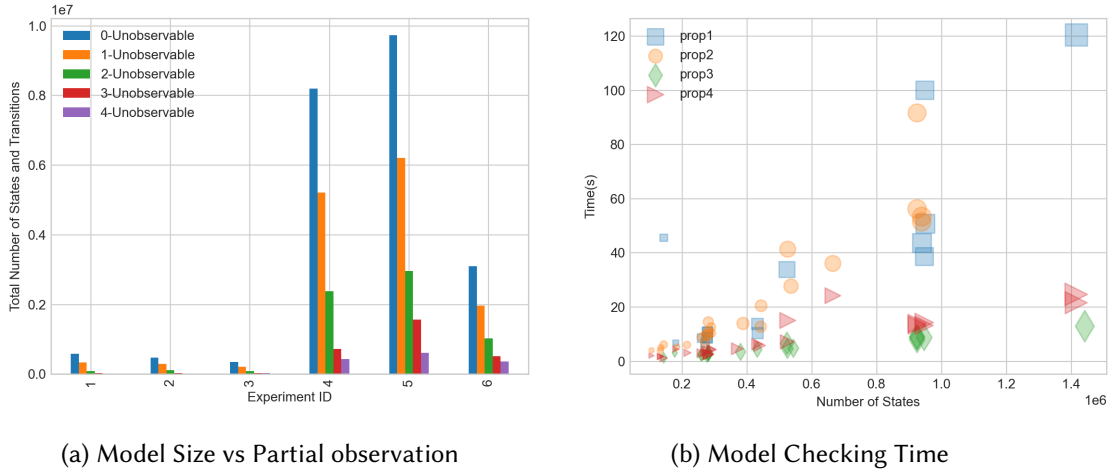 1e7
1.0
0-Unobservable
1-Unobservable
2-Unobservable
3-Unobservable
4-Unobservable
0.8
0.6
0.4
0.2
0.0
Total Number of States and Transitions
1 2 3 4 5 6
Experiment ID
(a) Model Size vs Partial observation
120
100
80
60
40
20
0
Time(s)
prop1
prop2
prop3
prop4
0.2 0.4 0.6 0.8 1.0 1.2 1.4
Number of States
1e6
(b) Model Checking Time